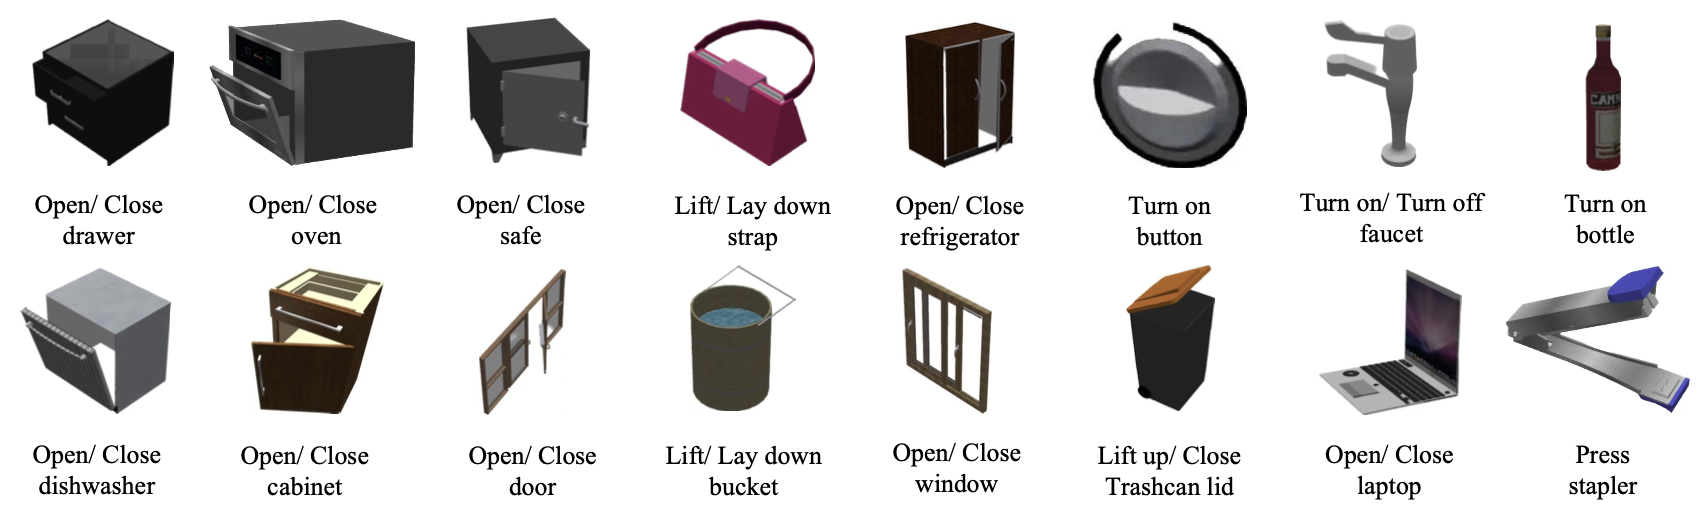 Open/ Close
drawer
Open/ Close
oven
Open/ Close
safe
Lift/ Lay down
strap
Open/ Close
refrigerator
Turn on
button
Turn on/ Turn off
faucet
Turn on
bottle
Open/ Close
dishwasher
Open/ Close
cabinet
Open/ Close
door
Lift/ Lay down
bucket
Open/ Close
window
Lift up/ Close
Trashcan lid
Open/ Close
laptop
Press
stapler